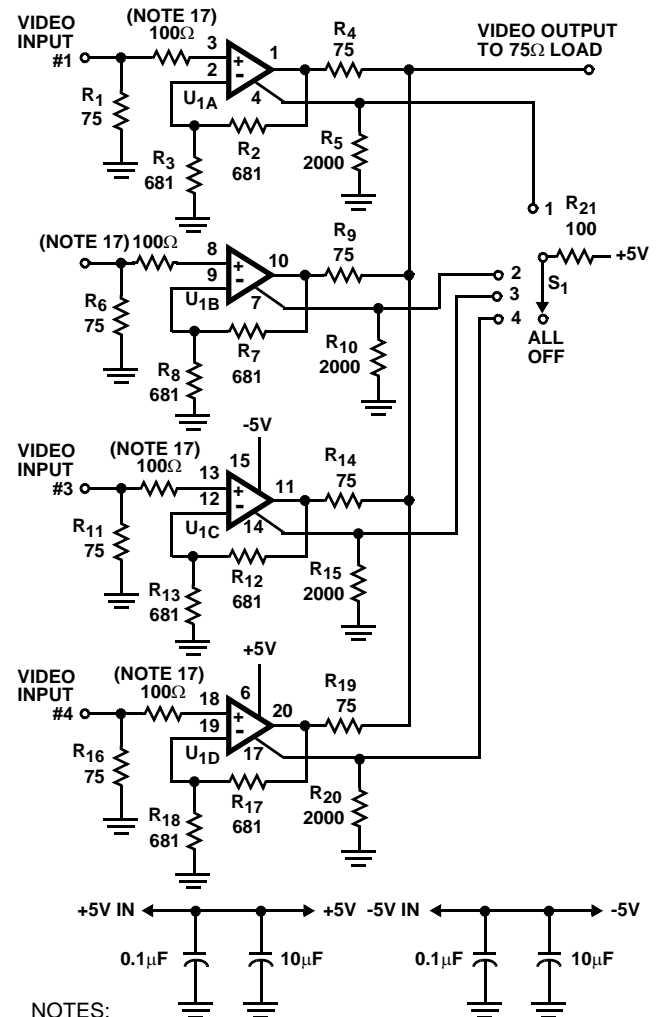 VIDEO
INPUT
#1
(NOTE 17)
100Ω
3
2
+
-
1
4
U1A
R1
75
R3
681
R2
681
R4
75
R5
2000
VIDEO OUTPUT
TO 75Ω LOAD
1
R21
100
+5V
S1
2
3
4
ALL
OFF
(NOTE 17) 100Ω
8
9
+
-
10
7
U1B
R6
75
R8
681
R7
681
R9
75
R10
2000
VIDEO
INPUT
#3
(NOTE 17)
100Ω
-5V
15
13
12
+
-
11
14
U1C
R11
75
R13
681
R12
681
R14
75
R15
2000
VIDEO
INPUT
#4
(NOTE 17)
100Ω
+5V
6
18
19
+
-
20
17
U1D
R16
75
R18
681
R17
681
R19
75
R20
2000
+5V IN
+5V
0.1μF
10μF
-5V IN
-5V
0.1μF
10μF
NOTES: